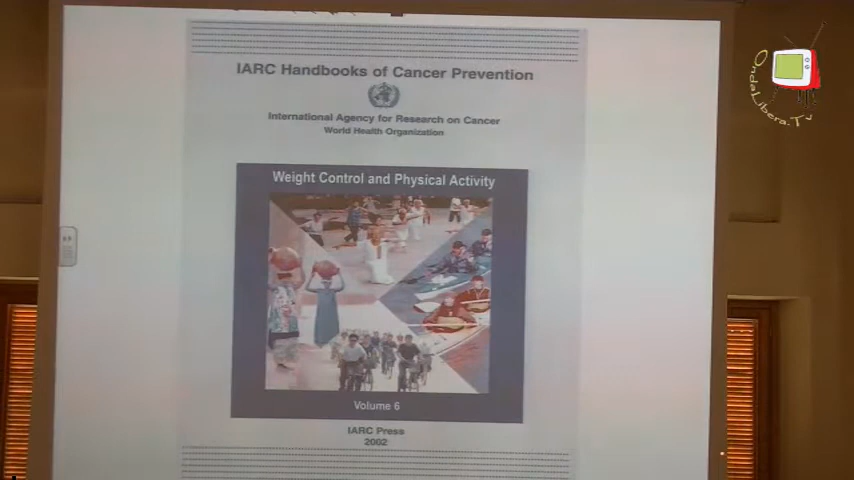 IARC Handbooks of Cancer Prevention
International Agency for Research on Cancer
World Health Organization
Weight Control and Physical Activity
Volume 6
IARC Press
2002
OndaLibera.Tv